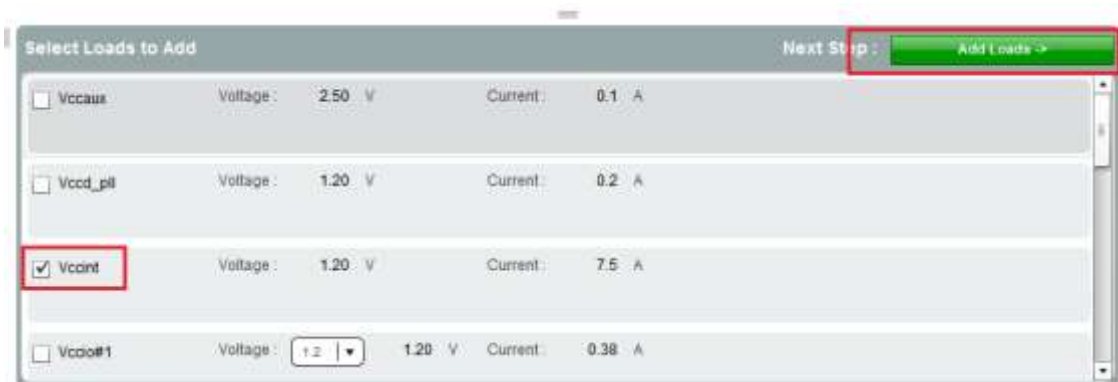 Select Loads to Add Next Step : Add Loads ->
Vccaux Voltage : 2.50 V Current : 0.1 A
Vccd_pll Voltage : 1.20 V Current : 0.2 A
Vccint Voltage : 1.20 V Current : 7.5 A
Vccio#1 Voltage : 1.2 1.20 V Current : 0.38 A